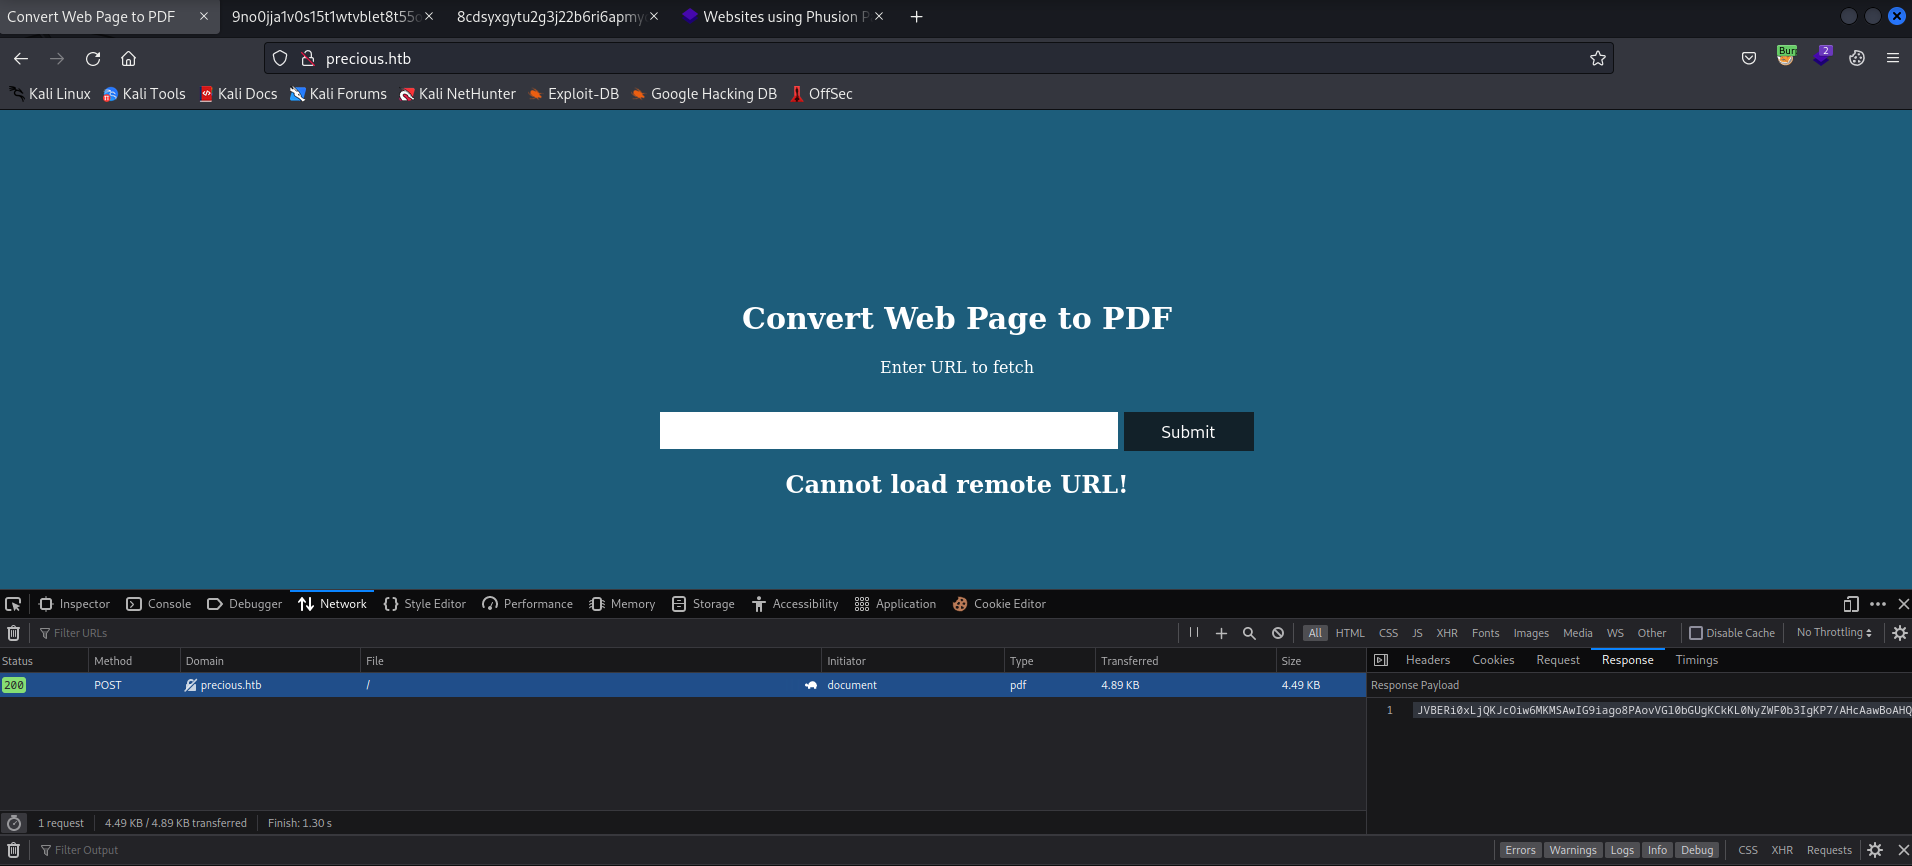 Convert Web Page to PDF
9no0jja1v0s15t1wtvblet8t55
8cdsyxgytu2g3j22b6ri6apmy
Websites using Phusion P
precious.htb
Bur
2
Kali Linux
Kali Tools
Kali Docs
Kali Forums
Kali NetHunter
Exploit-DB
Google Hacking DB
OffSec
Convert Web Page to PDF
Enter URL to fetch
Submit
Cannot load remote URL!
Inspector
Console
Debugger
Network
Style Editor
Performance
Memory
Storage
Accessibility
Application
Cookie Editor
Filter URLs
All
HTML
CSS
JS
XHR
Fonts
Images
Media
WS
Other
Disable Cache
No Throttling
Status
Method
Domain
File
Initiator
Type
Transferred
Size
200
POST
precious.htb
/
document
pdf
4.89 KB
4.49 KB
Headers
Cookies
Request
Response
Timings
Response Payload
1
JVBERi0xLjQKJcOiw6MKMSAwIG9iago8PAovVGl0bGUgKCkKL0NyZWF0b3IgKP7/AHcAawBoAHQ
1 request
4.49 KB / 4.89 KB transferred
Finish: 1.30 s
Filter Output
Errors
Warnings
Logs
Info
Debug
CSS
XHR
Requests